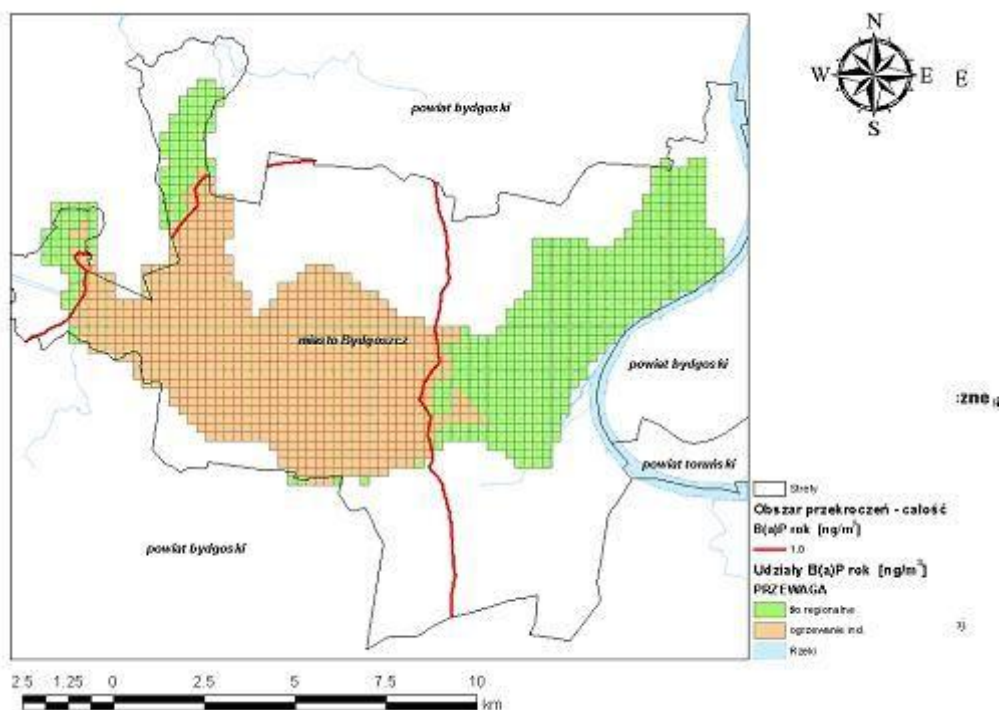 N
W E E
S
powiat bydgoski
miasto Bydgoszcz
powiat bydgoski
:zne
powiat toruński
powiat bydgoski
Strefy
Obszar przekroczeń - całość
B(a)P rok [ng/m³]
1,0
Udziały B(a)P rok [ng/m³]
PRZEWAGA
tło regionalne
ogrzewanie ind.
Rzeki
2.5 1.25 0 2.5 5 7.5 10
km